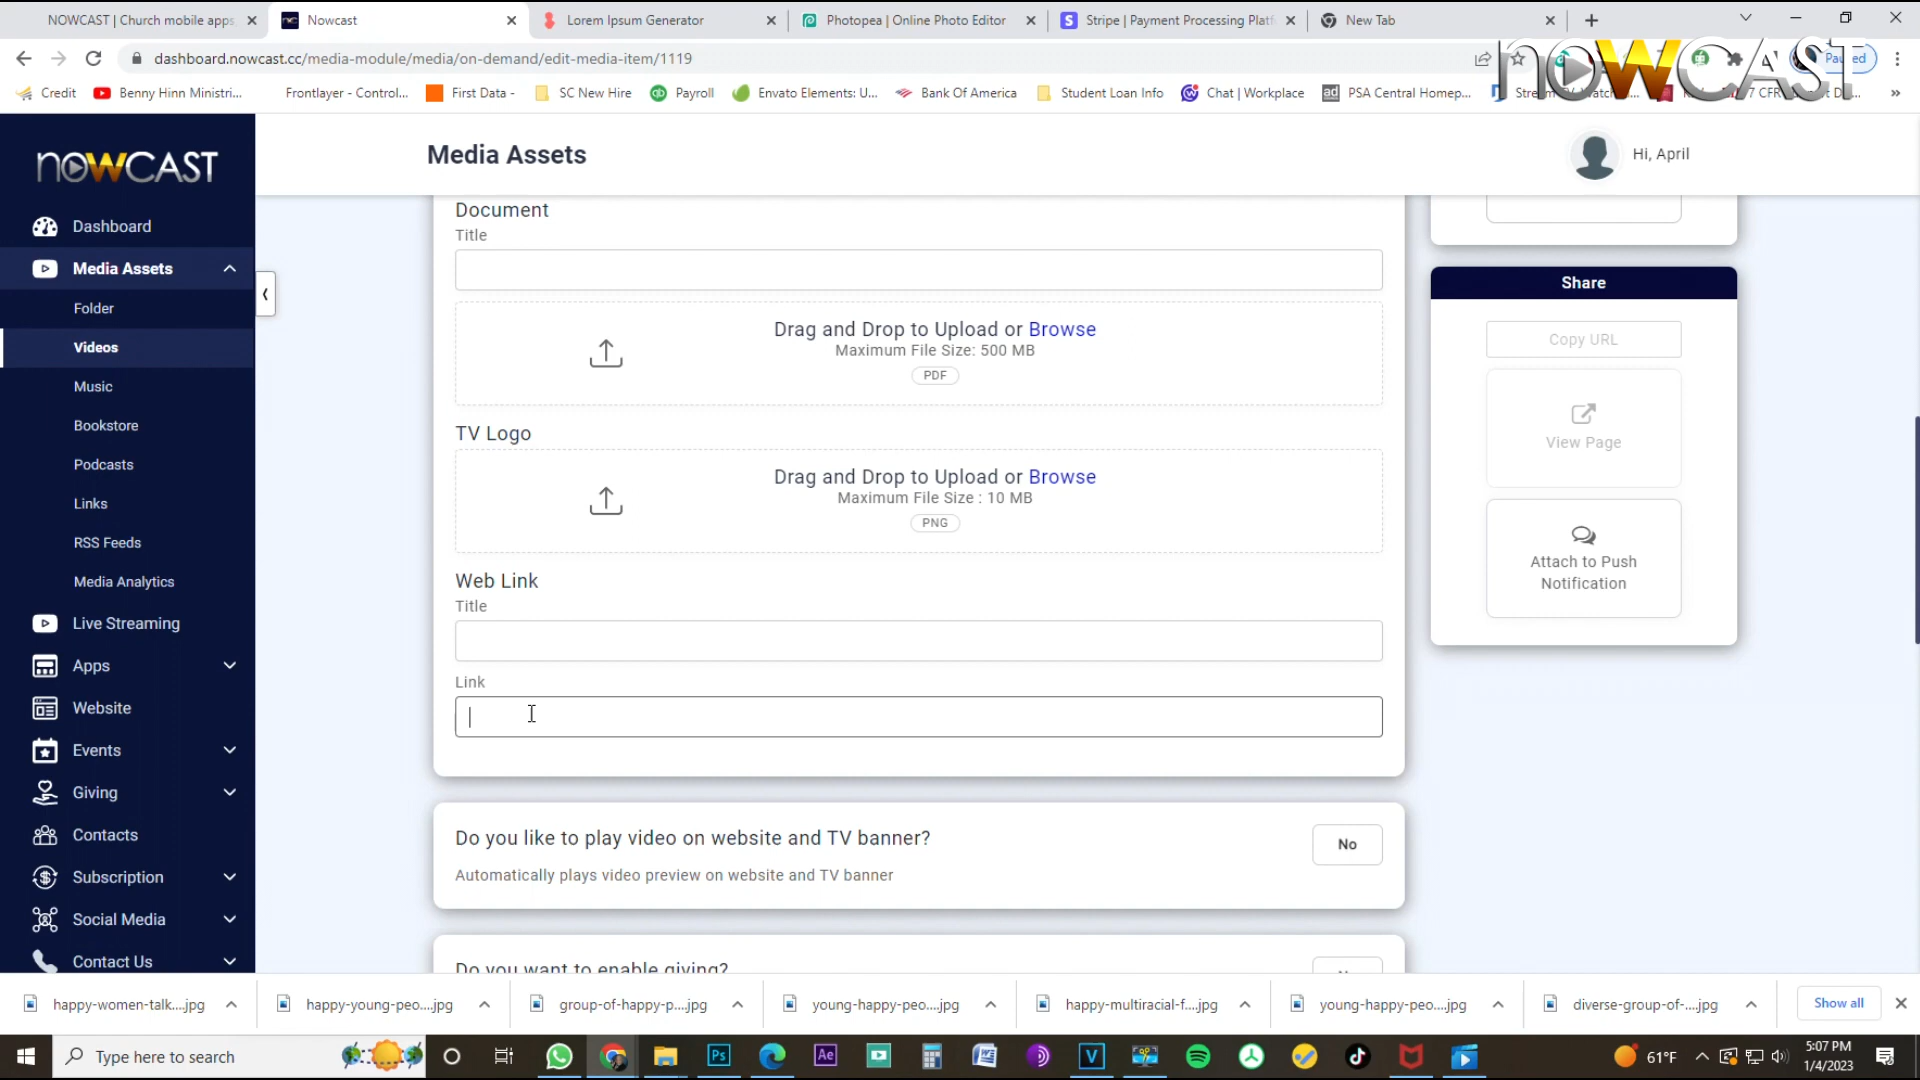 NOWCAST | Church mobile apps,
Nowcast
Lorem Ipsum Generator
Photopea | Online Photo Editor
Stripe | Payment Processing Platf
New Tab
dashboard.nowcast.cc/media-module/media/on-demand/edit-media-item/1119
Paused
nowCAST
Credit
Benny Hinn Ministri...
Frontlayer - Control...
First Data -
SC New Hire
Payroll
Envato Elements: U...
Bank Of America
Student Loan Info
Chat | Workplace
PSA Central Homep...
nowCAST
Media Assets
Hi, April
Dashboard
Media Assets
Folder
Videos
Music
Bookstore
Podcasts
Links
RSS Feeds
Media Analytics
Live Streaming
Apps
Website
Events
Giving
Contacts
Subscription
Social Media
Contact Us
Document
Title
Drag and Drop to Upload or Browse
Maximum File Size: 500 MB
PDF
TV Logo
Drag and Drop to Upload or Browse
Maximum File Size : 10 MB
PNG
Web Link
Title
Link
Do you like to play video on website and TV banner?
No
Automatically plays video preview on website and TV banner
Do you want to enable giving?
Share
Copy URL
View Page
Attach to Push
Notification
happy-women-talk....jpg
happy-young-peo....jpg
group-of-happy-p....jpg
young-happy-peo....jpg
happy-multiracial-f....jpg
young-happy-peo....jpg
diverse-group-of-....jpg
Show all
Type here to search
61°F
5:07 PM
1/4/2023